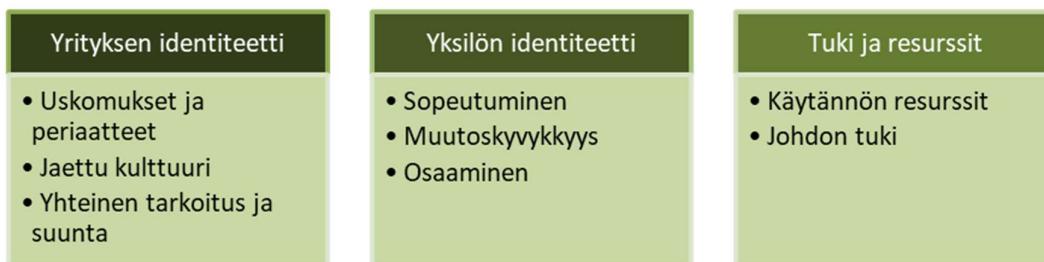 Yrityksen identiteetti
• Uskomukset ja
periaatteet
• Jaettu kulttuuri
• Yhteinen tarkoitus ja
suunta
Yksilön identiteetti
• Sopeutuminen
• Muutoskyvykkyys
• Osaaminen
Tuki ja resurssit
• Käytännön resurssit
• Johdon tuki